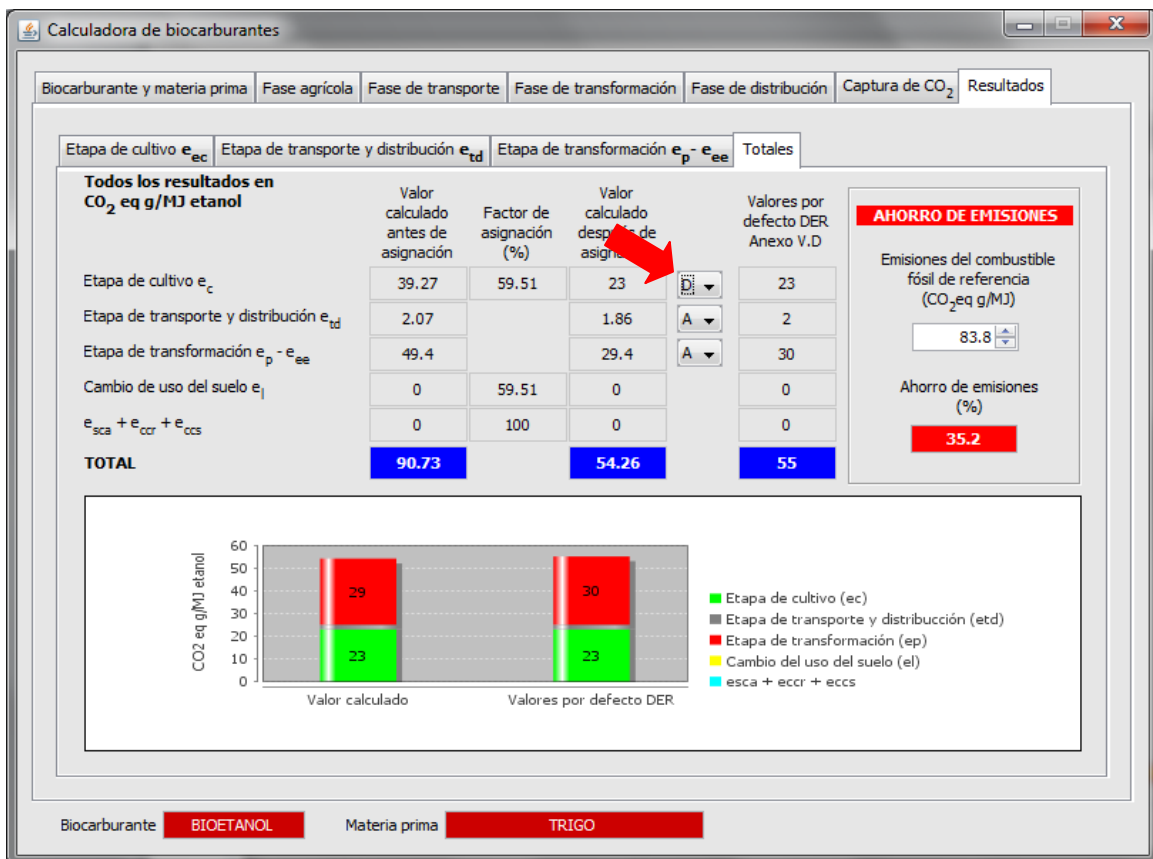 Calculadora de biocarburantes
Biocarburante y materia prima Fase agrícola Fase de transporte Fase de transformación Fase de distribución Captura de CO2 Resultados
Etapa de cultivo eec Etapa de transporte y distribución etd Etapa de transformación ep - eee Totales
Todos los resultados en
CO2 eq g/MJ etanol
Valor
calculado
antes de
asignación
Factor de
asignación
(%)
Valor
calculado
después de
Valores por
defecto DER
Anexo V.D
Etapa de cultivo ec 39.27 59.51 23 D 23
Etapa de transporte y distribución etd 2.07 1.86 A 2
Etapa de transformación ep - eee 49.4 29.4 A 30
Cambio de uso del suelo el 0 59.51 0 0
esca + eccr + eccs 0 100 0 0
TOTAL 90.73 54.26 55
AHORRO DE EMISIONES
Emisiones del combustible
fósil de referencia
(CO2eq g/MJ)
83.8
Ahorro de emisiones
(%)
35.2
CO2 eq g/MJ etanol
60
50
40
30
20
10
0
29
23
30
23
Valor calculado
Valores por defecto DER
Etapa de cultivo (ec)
Etapa de transporte y distribucción (etd)
Etapa de transformación (ep)
Cambio del uso del suelo (el)
esca + eccr + eccs
Biocarburante BIOETANOL Materia prima TRIGO